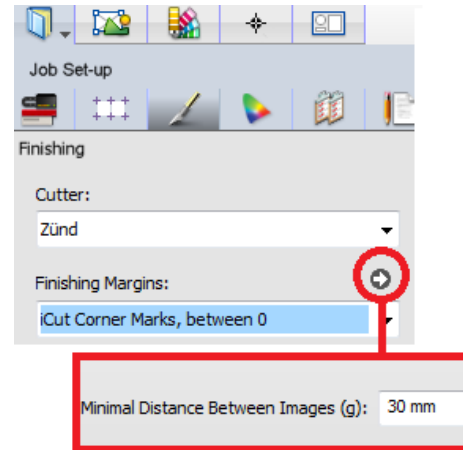 Job Set-up
Finishing
Cutter:
Zünd
Finishing Margins:
iCut Corner Marks, between 0
Minimal Distance Between Images (g): 30 mm